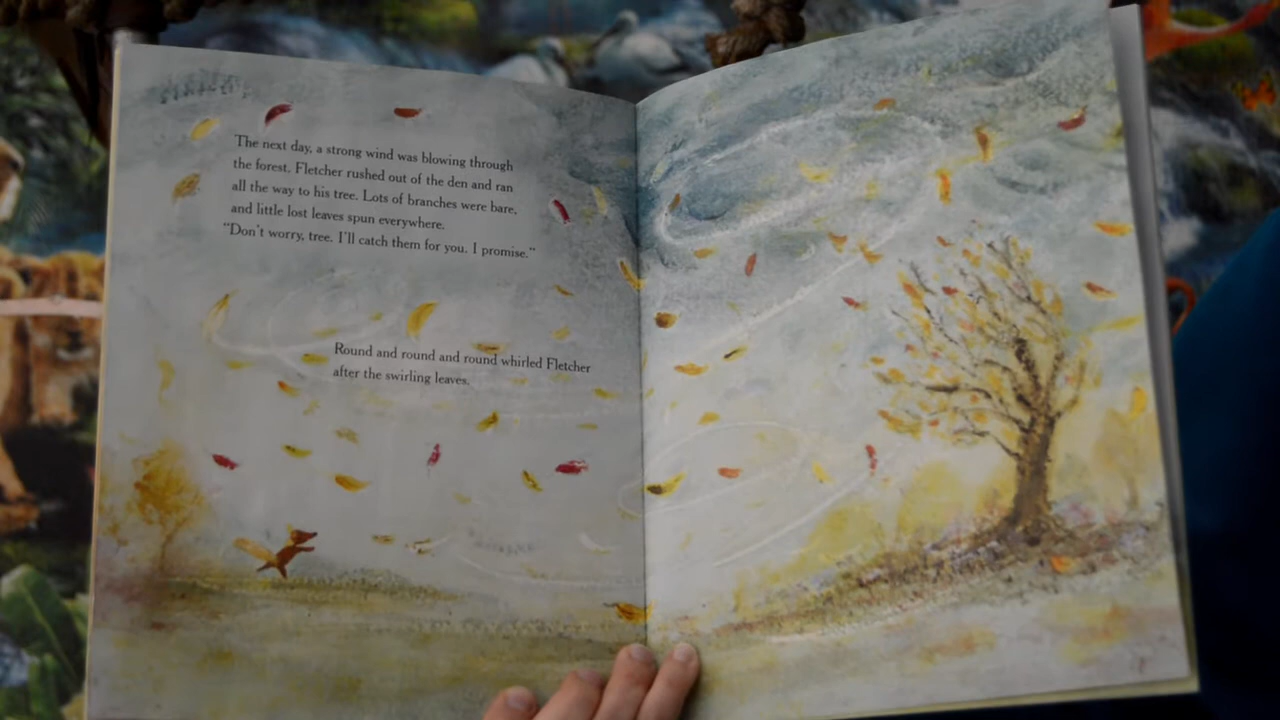 The next day, a strong wind was blowing through
the forest. Fletcher rushed out of the den and ran
all the way to his tree. Lots of branches were bare,
and little lost leaves spun everywhere.
“Don’t worry, tree. I’ll catch them for you. I promise.”
Round and round and round whirled Fletcher
after the swirling leaves.